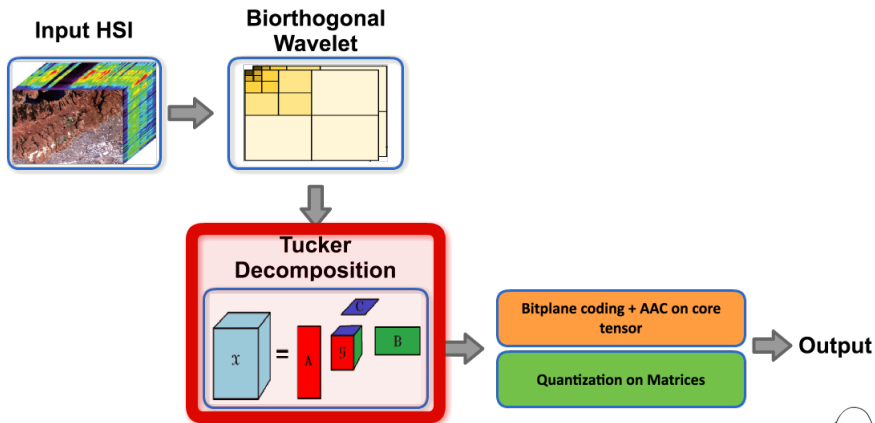 Input HSI
Biorthogonal
Wavelet
Tucker
Decomposition
x
=
A
C
g
B
Bitplane coding + AAC on core
tensor
Quantization on Matrices
Output